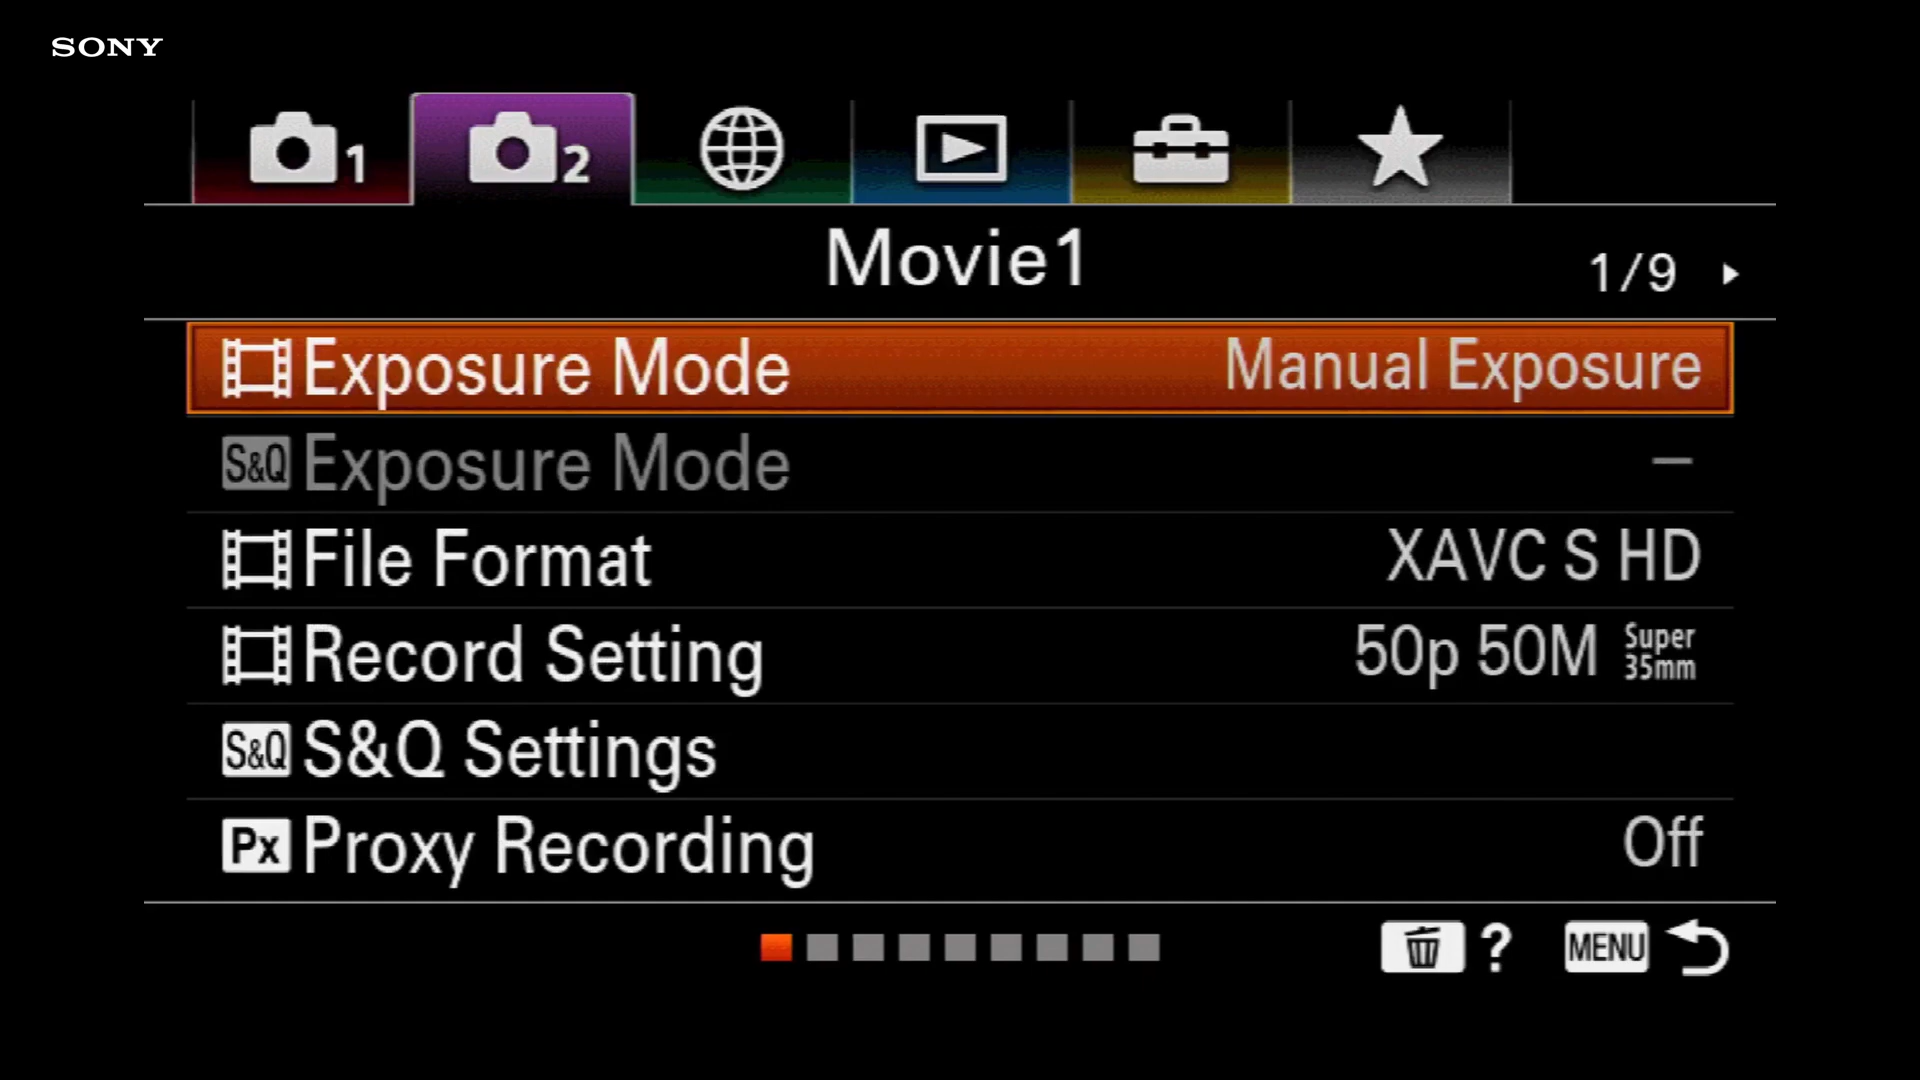 SONY
1
2
Movie1
1/9
Exposure Mode Manual Exposure
S&Q Exposure Mode –
File Format XAVC S HD
Record Setting 50p 50M Super 35mm
S&Q S&Q Settings
Px Proxy Recording Off
? MENU